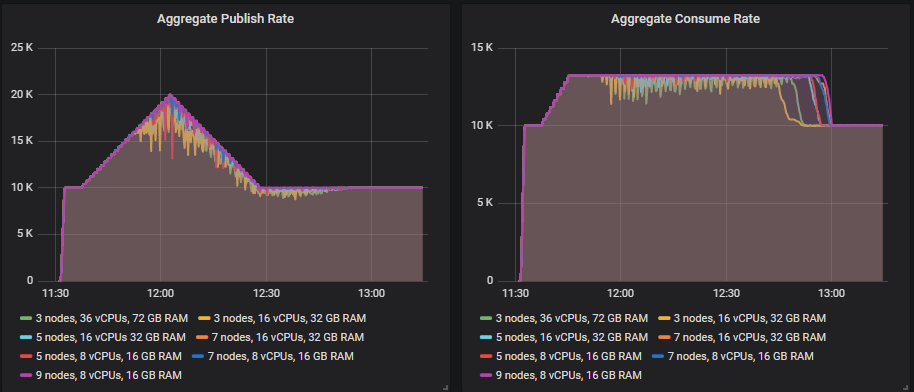 Aggregate Publish Rate
25 K
20 K
15 K
10 K
5 K
0
11:30 12:00 12:30 13:00
3 nodes, 36 vCPUs, 72 GB RAM 3 nodes, 16 vCPUs, 32 GB RAM
5 nodes, 16 vCPUs 32 GB RAM 7 nodes, 16 vCPUs, 32 GB RAM
5 nodes, 8 vCPUs, 16 GB RAM 7 nodes, 8 vCPUs, 16 GB RAM
9 nodes, 8 vCPUs, 16 GB RAM
Aggregate Consume Rate
15 K
10 K
5 K
0
11:30 12:00 12:30 13:00
3 nodes, 36 vCPUs, 72 GB RAM 3 nodes, 16 vCPUs, 32 GB RAM
5 nodes, 16 vCPUs, 32 GB RAM 7 nodes, 16 vCPUs, 32 GB RAM
5 nodes, 8 vCPUs, 16 GB RAM 7 nodes, 8 vCPUs, 16 GB RAM
9 nodes, 8 vCPUs, 16 GB RAM